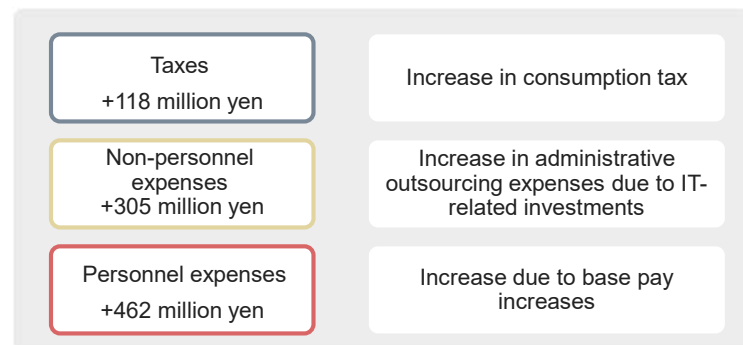 Taxes
+118 million yen
Increase in consumption tax
Non-personnel
expenses
+305 million yen
Increase in administrative
outsourcing expenses due to IT-
related investments
Personnel expenses
+462 million yen
Increase due to base pay
increases